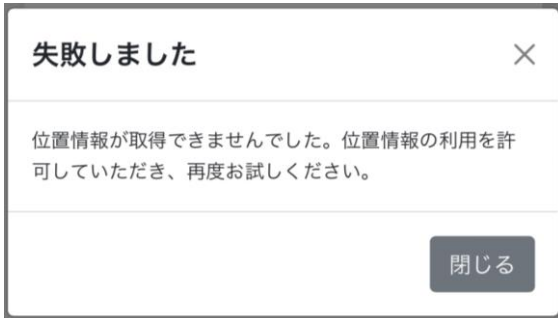 失敗しました
位置情報が取得できませんでした。位置情報の利用を許
可していただき、再度お試しください。
閉じる